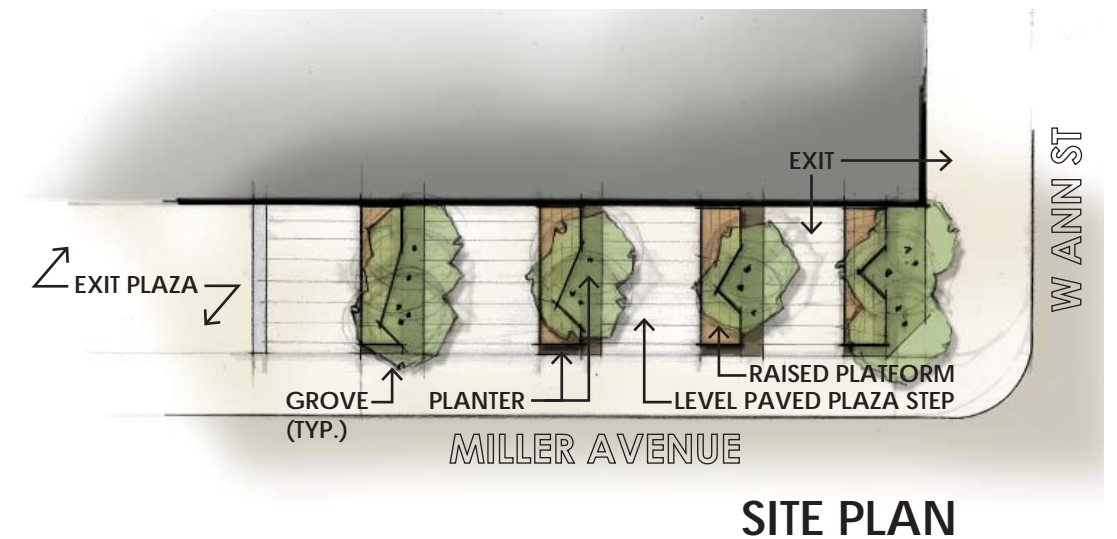 EXIT
W ANN ST
EXIT PLAZA
RAISED PLATFORM
GROVE
(TYP.)
PLANTER
LEVEL PAVED PLAZA STEP
MILLER AVENUE
SITE PLAN